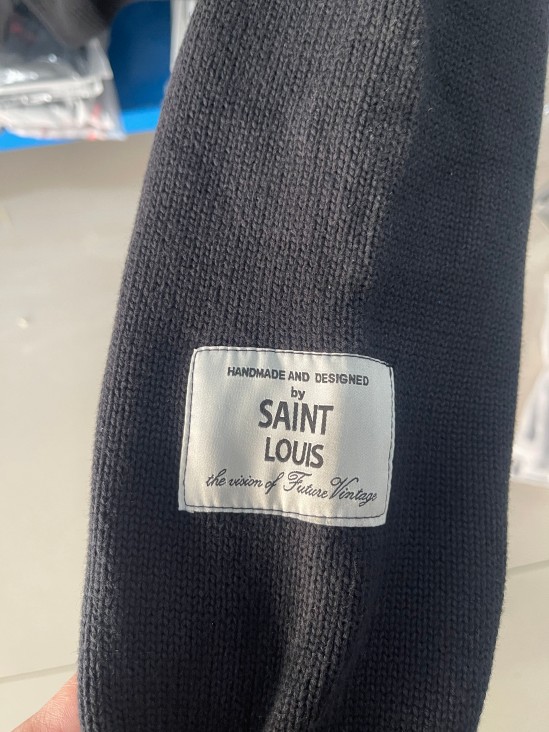 HANDMADE AND DESIGNED
by
SAINT
LOUIS
the vision of Future Vintage